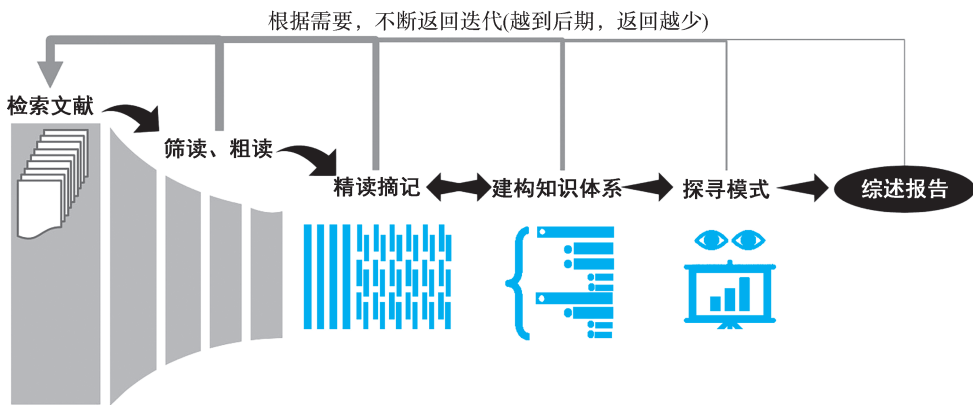 根据需要，不断返回迭代(越到后期，返回越少)
检索文献
筛读、粗读
精读摘记
建构知识体系
探寻模式
综述报告